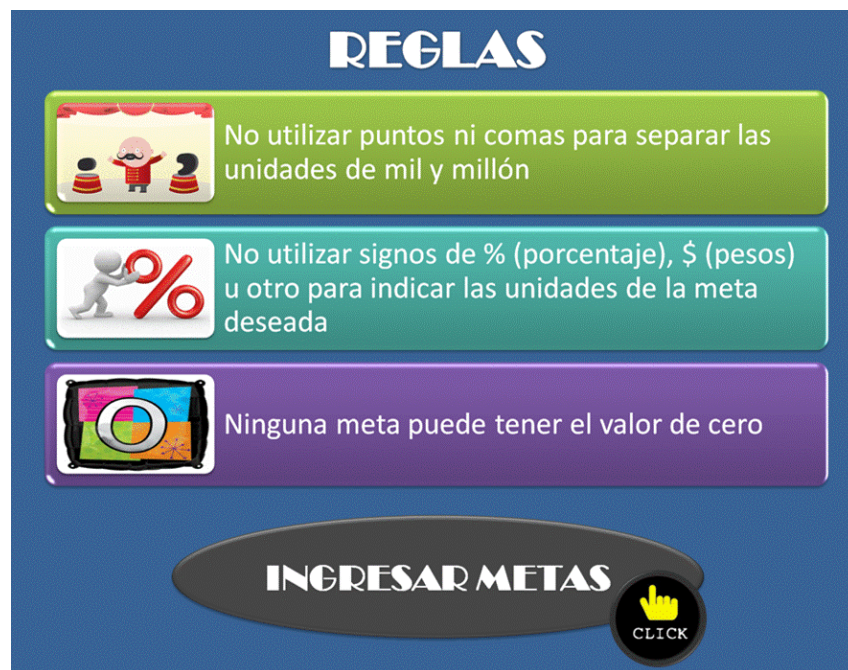 REGLAS
No utilizar puntos ni comas para separar las
unidades de mil y millón
No utilizar signos de % (porcentaje), $ (pesos)
u otro para indicar las unidades de la meta
deseada
Ninguna meta puede tener el valor de cero
INGRESAR METAS
CLICK